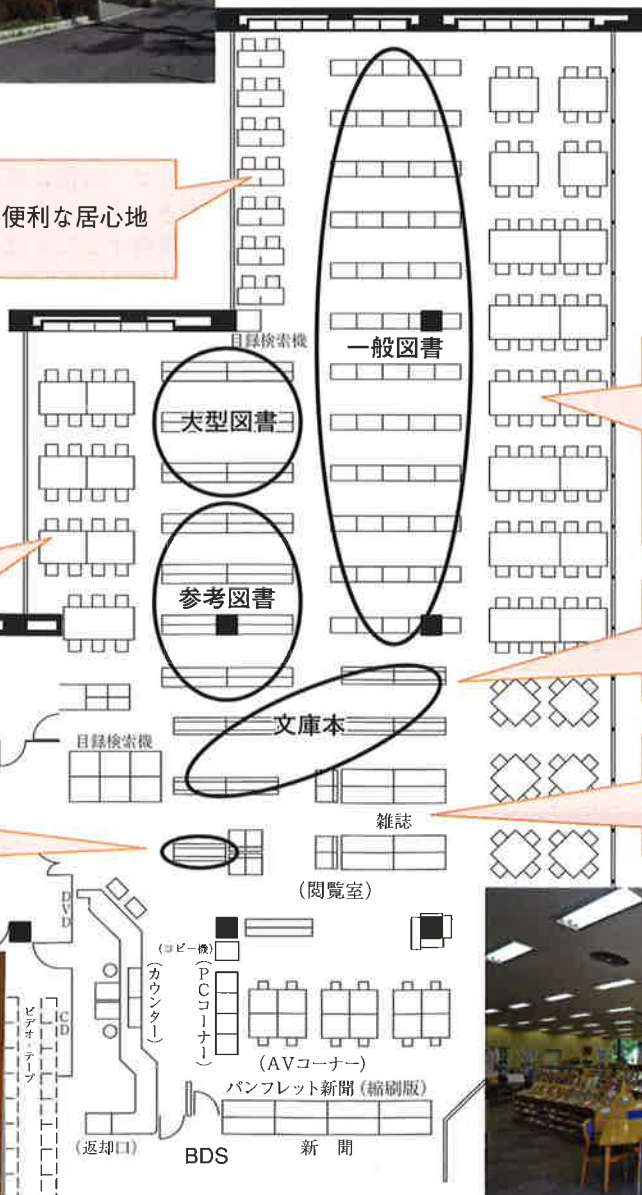 便利な居心地
目録検索機
一般図書
大型図書
参考図書
文庫本
目録検索機
雑誌
(閲覧室)
DVD
(コピー機)
(カウンター)
(PCコーナー)
CD
ビデオ・テープ
(AVコーナー)
パンフレット新聞(縮刷版)
(返却口)
BDS
新 聞